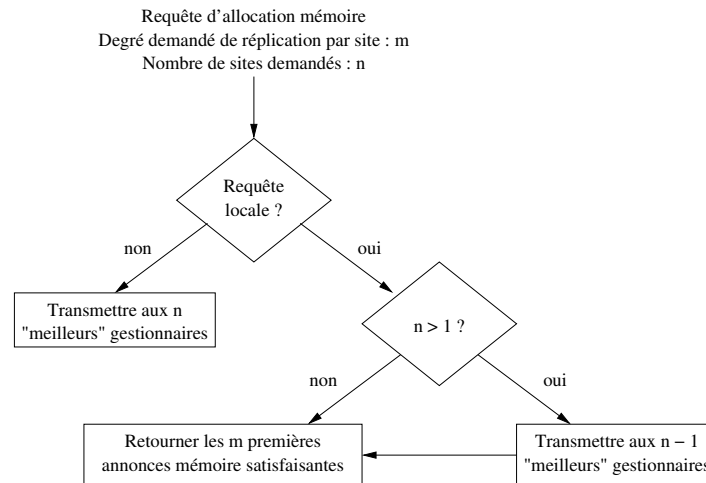 Requête d'allocation mémoire
Degré demandé de réplication par site : m
Nombre de sites demandés : n
Requête
locale ?
non
oui
Transmettre aux n
"meilleurs" gestionnaires
n > 1 ?
non
oui
Retourner les m premières
annonces mémoire satisfaisantes
Transmettre aux n − 1
"meilleurs" gestionnaires